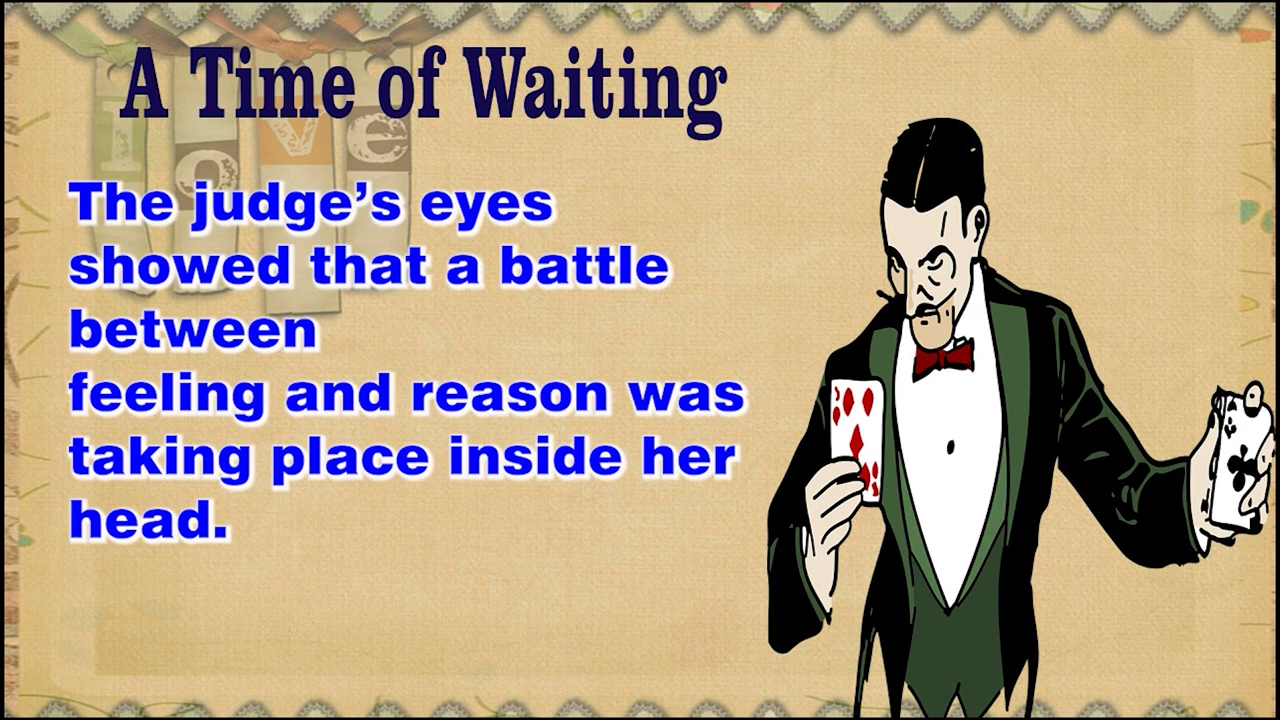 A Time of Waiting
love
The judge's eyes
showed that a battle
between
feeling and reason was
taking place inside her
head.